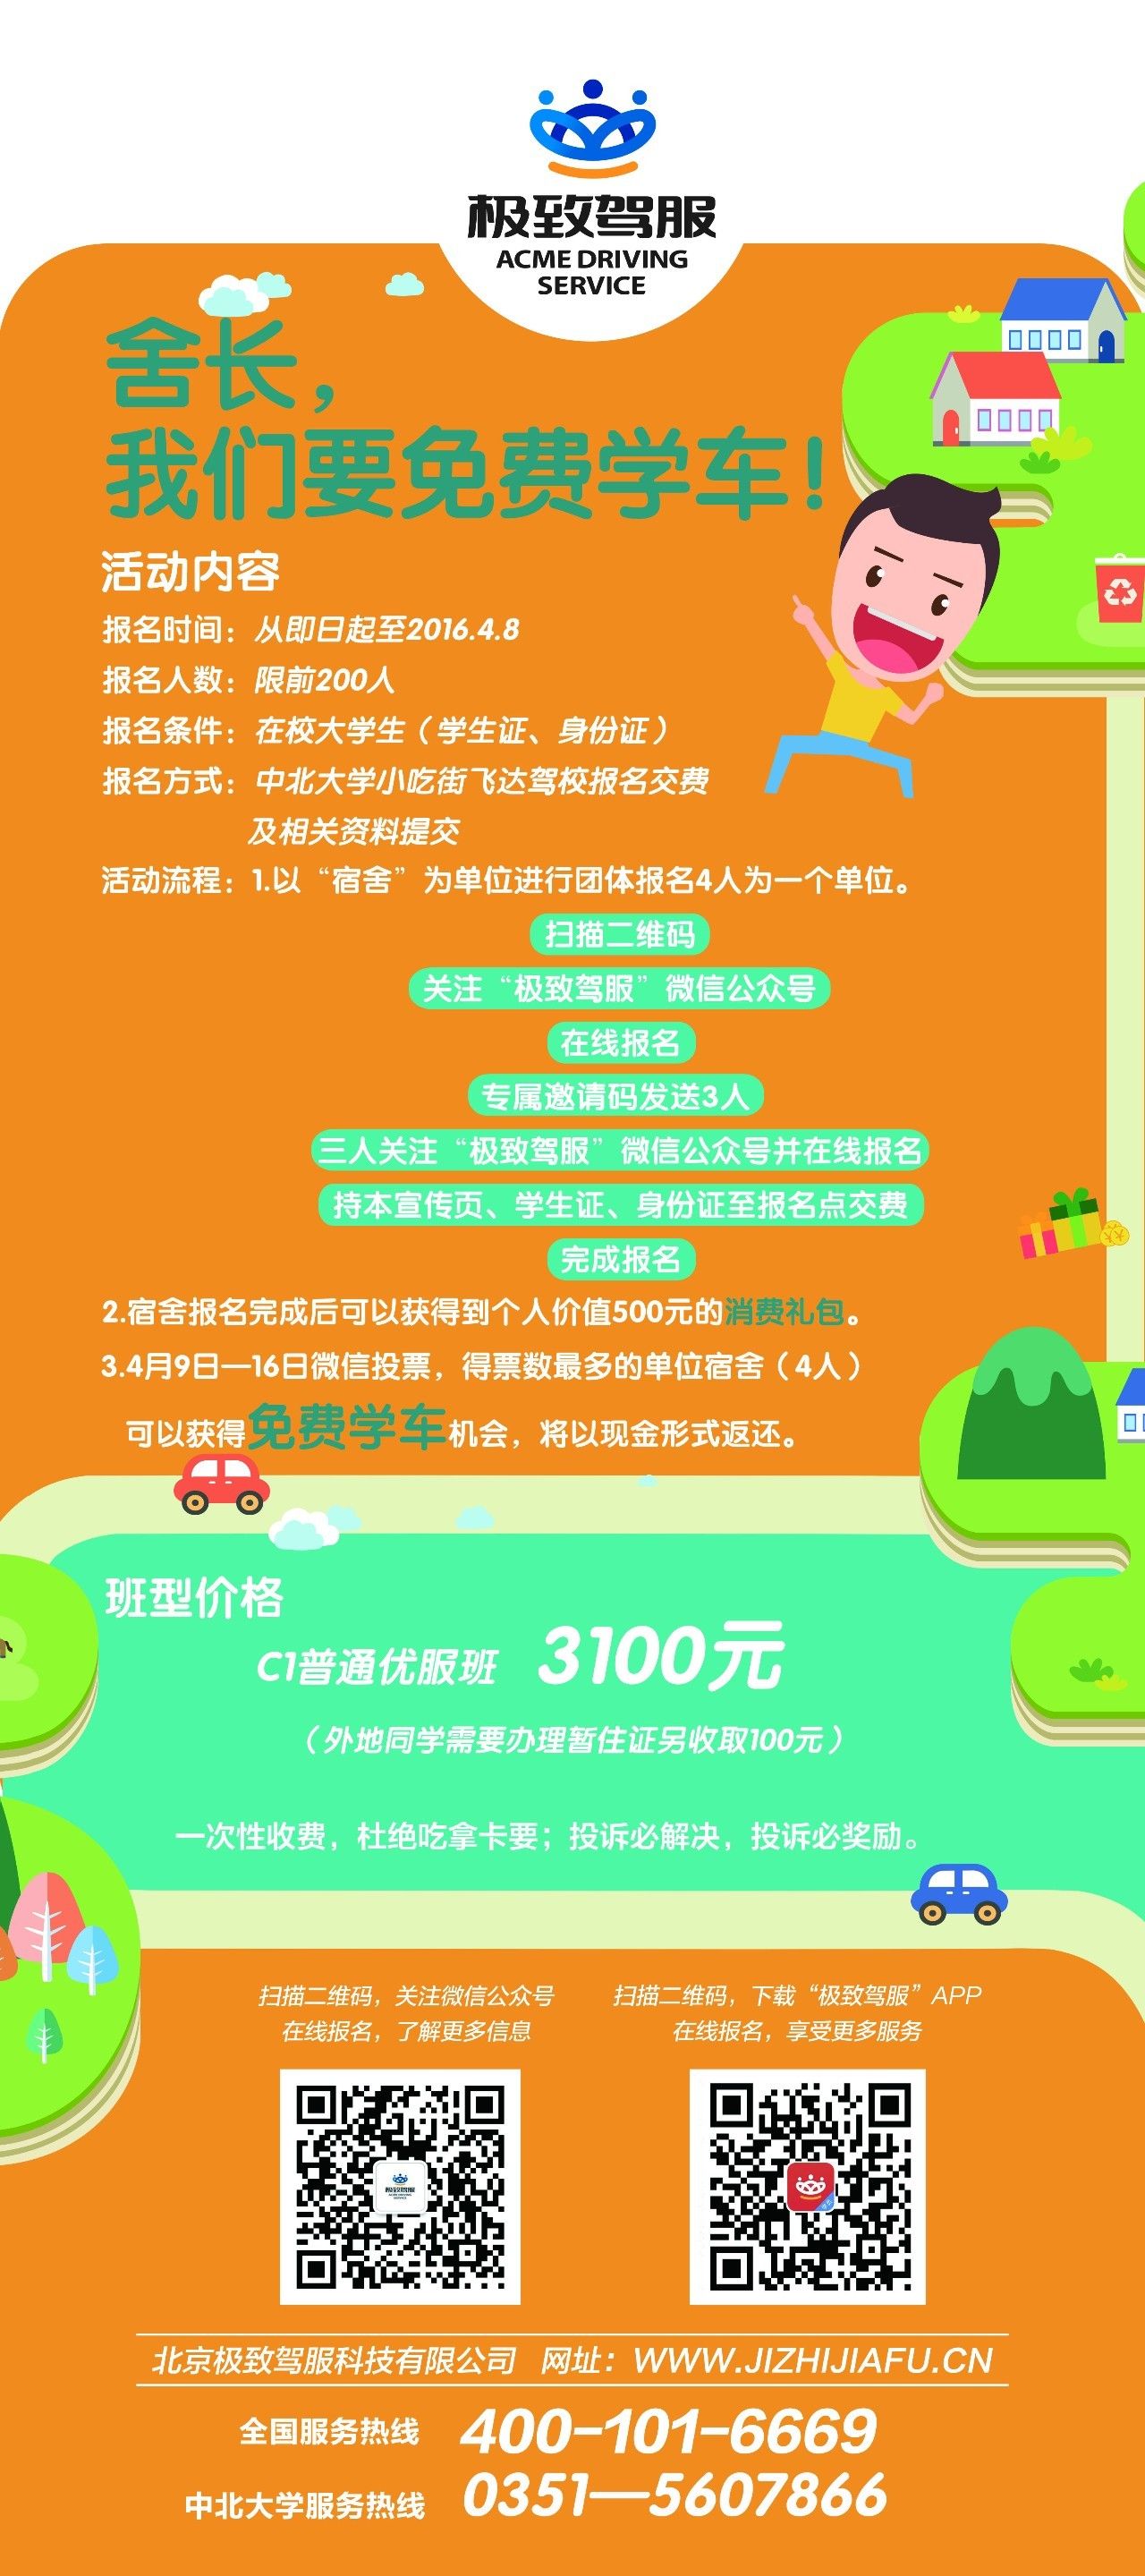 极致驾服
ACME DRIVING
SERVICE
舍长，
我们要免费学车！
活动内容
报名时间：从即日起至2016.4.8
报名人数：限前200人
报名条件：在校大学生（学生证、身份证）
报名方式：中北大学小吃街飞达驾校报名交费
及相关资料提交
活动流程：1.以“宿舍”为单位进行团体报名4人为一个单位。
扫描二维码
关注“极致驾服”微信公众号
在线报名
专属邀请码发送3人
三人关注“极致驾服”微信公众号并在线报名
持本宣传页、学生证、身份证至报名点交费
完成报名
2.宿舍报名完成后可以获得到个人价值500元的消费礼包。
3.4月9日—16日微信投票，得票数最多的单位宿舍（4人）
可以获得免费学车机会，将以现金形式返还。
班型价格
C1普通优服班 3100元
（外地同学需要办理暂住证另收取100元）
一次性收费，杜绝吃拿卡要；投诉必解决，投诉必奖励。
扫描二维码，关注微信公众号
在线报名，了解更多信息
扫描二维码，下载“极致驾服”APP
在线报名，享受更多服务
极致驾服
北京极致驾服科技有限公司 网址：WWW.JIZHIJIAFU.CN
全国服务热线 400-101-6669
中北大学服务热线 0351—5607866